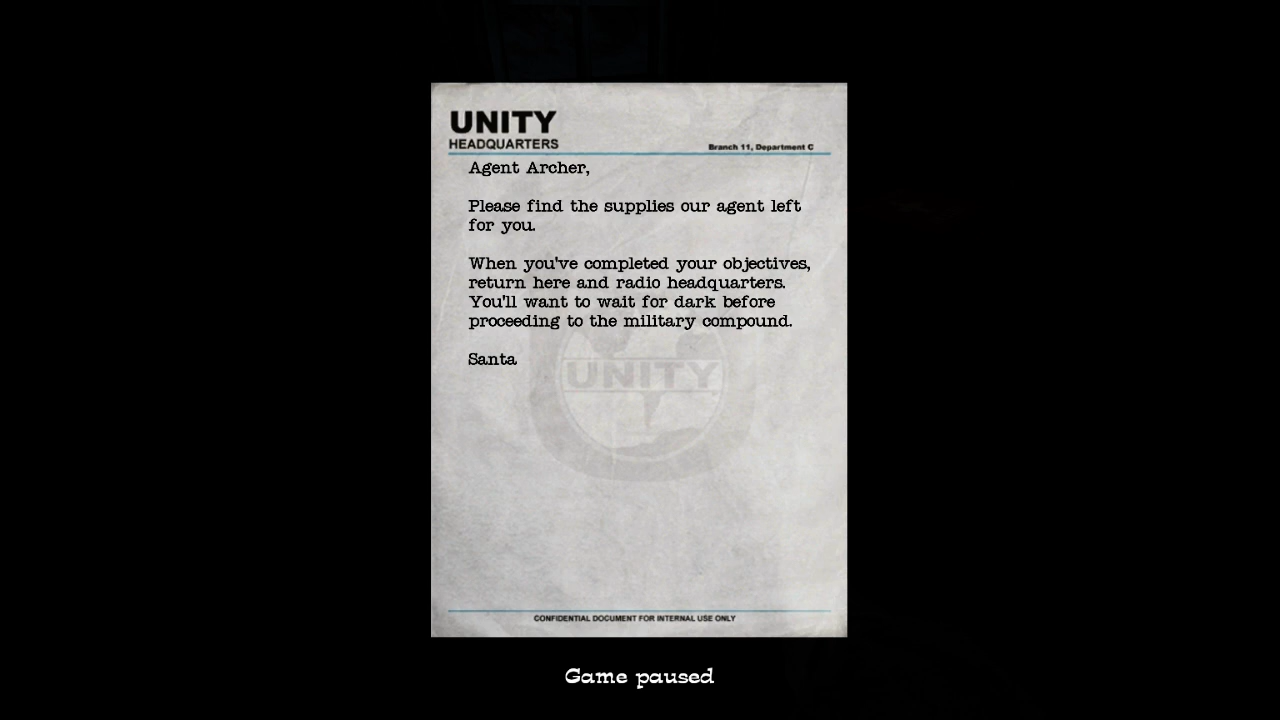 UNITY
HEADQUARTERS
Branch 11, Department C
Agent Archer,
Please find the supplies our agent left
for you.
When you've completed your objectives,
return here and radio headquarters.
You'll want to wait for dark before
proceeding to the military compound.
Santa
UNITY
CONFIDENTIAL DOCUMENT FOR INTERNAL USE ONLY
Game paused